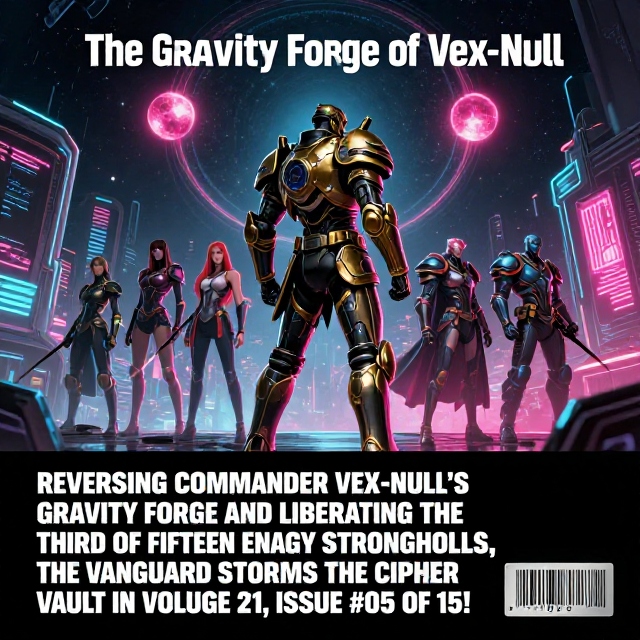 The Gravity Forge of Vex-Null
REVERSING COMMANDER VEX-NULL'S
GRAVITY FORGE AND LIBERATING THE
THIRD OF FIFTEEN ENAGY STRONGHOLLS,
THE VANGUARD STORMS THE CIPHER
VAULT IN VOLUGE 21, ISSUE #05 OF 15!